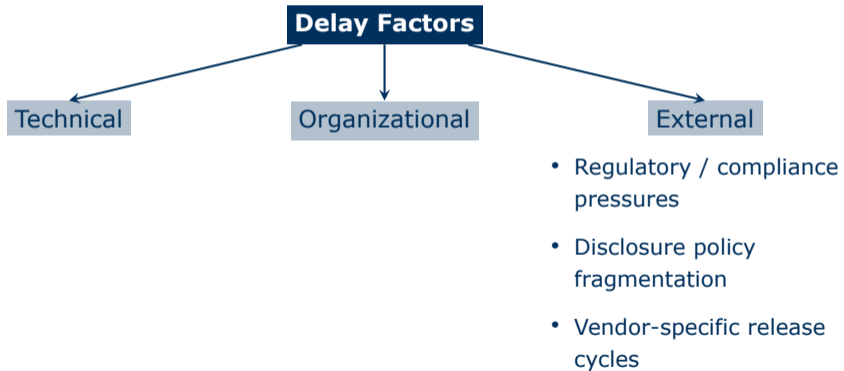 Delay Factors
Technical
Organizational
External
• Regulatory / compliance
pressures
• Disclosure policy
fragmentation
• Vendor-specific release
cycles